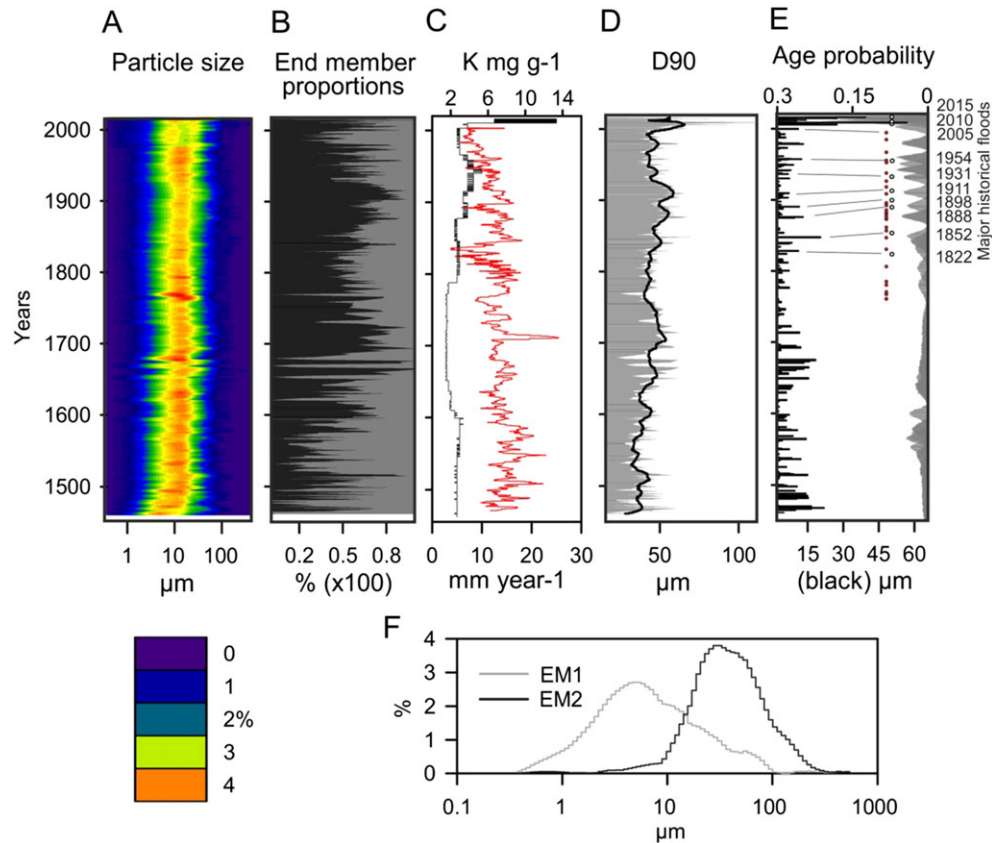 A B C D E
Particle size
End member
proportions
K mg g-1
D90
Age probability
2 6 10 14
0.3 0.15 0
2000
1900
1800
1700
1600
1500
Years
2015
2010
2005
1954
1931
1911
1898
1888
1852
1822
Major historical floods
1 10 100
0.2 0.5 0.8
0 10 20 30
50 100
15 30 45 60
µm
% (x100)
mm year-1
µm
(black) µm
0
1
2%
3
4
F
4
3
2
1
0
%
EM1
EM2
0.1 1 10 100 1000
µm